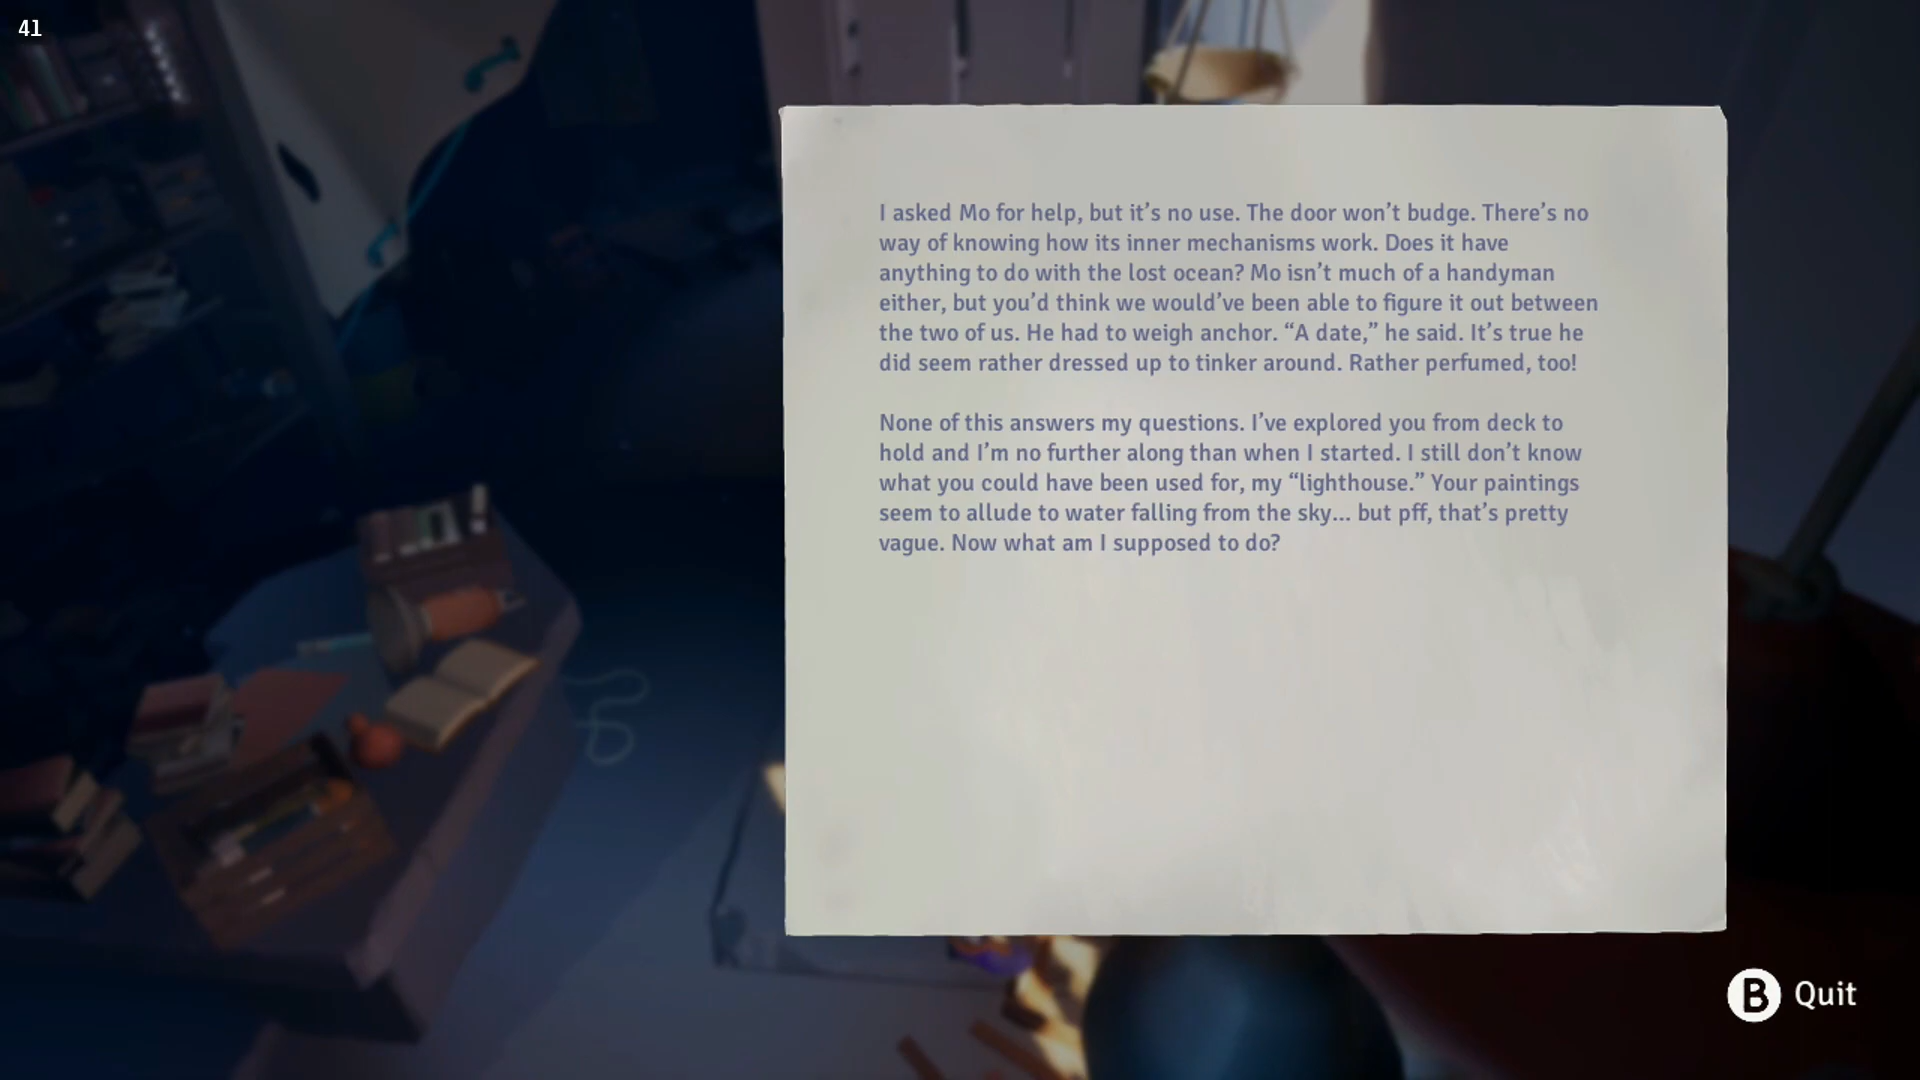 41
I asked Mo for help, but it’s no use. The door won’t budge. There’s no
way of knowing how its inner mechanisms work. Does it have
anything to do with the lost ocean? Mo isn’t much of a handyman
either, but you’d think we would’ve been able to figure it out between
the two of us. He had to weigh anchor. “A date,” he said. It’s true he
did seem rather dressed up to tinker around. Rather perfumed, too!
None of this answers my questions. I’ve explored you from deck to
hold and I’m no further along than when I started. I still don’t know
what you could have been used for, my “lighthouse.” Your paintings
seem to allude to water falling from the sky... but pff, that’s pretty
vague. Now what am I supposed to do?
B Quit